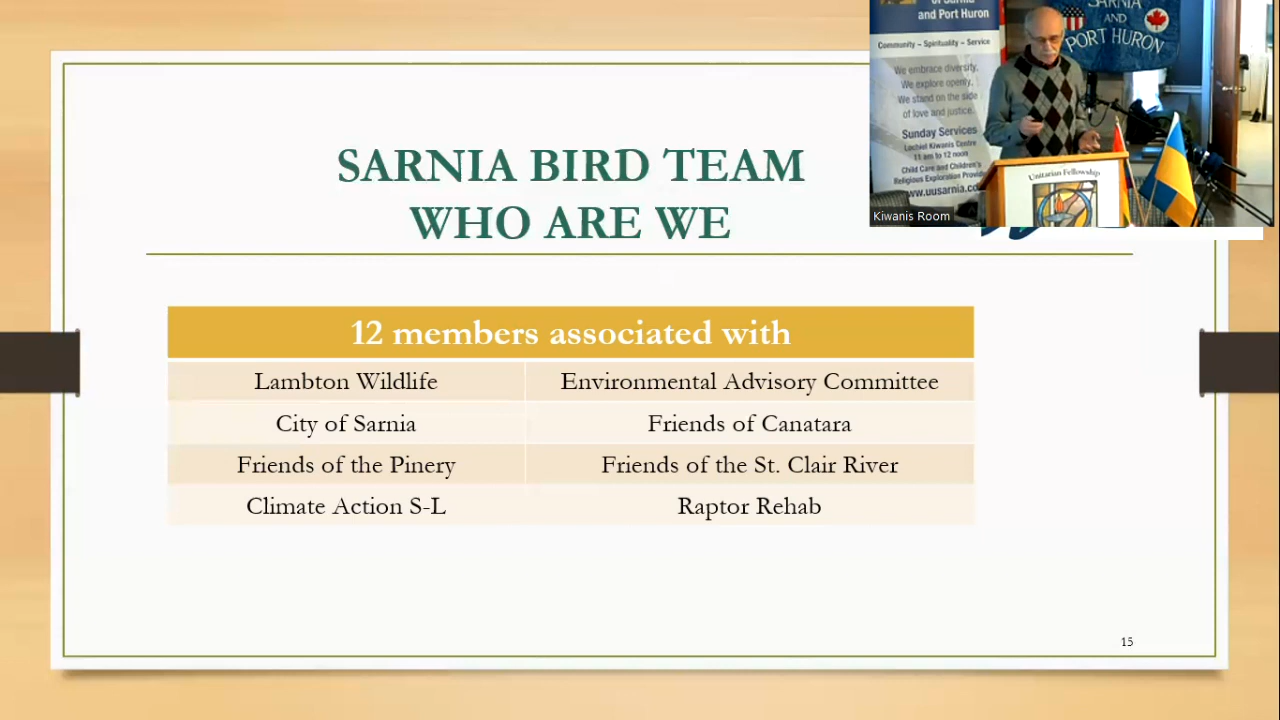 SARNIA BIRD TEAM
WHO ARE WE
12 members associated with
Lambton Wildlife
Environmental Advisory Committee
City of Sarnia
Friends of Canatara
Friends of the Pinery
Friends of the St. Clair River
Climate Action S-L
Raptor Rehab
15
and Port Huron
Community – Spirituality – Service
We embrace diversity,
We explore openly,
We stand on the side
of love and justice.
Sunday Services
Lochiel Kiwanis Centre
11 am to 12 noon
Child Care and Children's
Religious Exploration
www.uusarnia.co
SARNIA
AND
PORT HURON
Unitarian Fellowship
Kiwanis Room